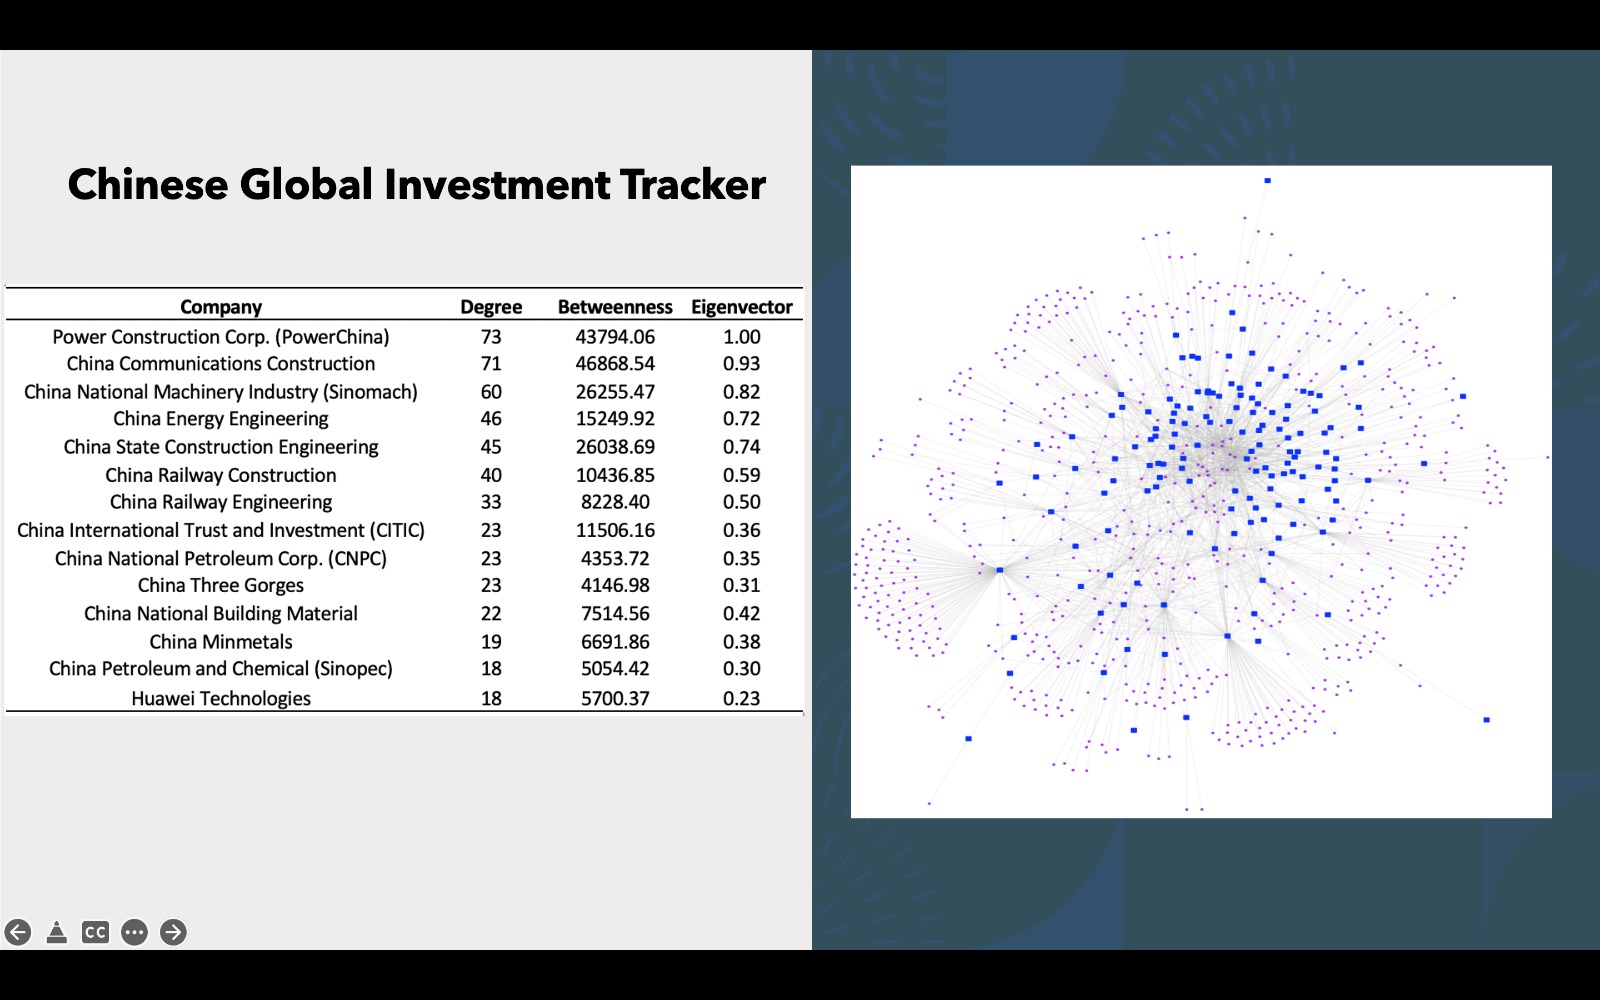 Chinese Global Investment Tracker
Company Degree Betweenness Eigenvector
Power Construction Corp. (PowerChina) 73 43794.06 1.00
China Communications Construction 71 46868.54 0.93
China National Machinery Industry (Sinomach) 60 26255.47 0.82
China Energy Engineering 46 15249.92 0.72
China State Construction Engineering 45 26038.69 0.74
China Railway Construction 40 10436.85 0.59
China Railway Engineering 33 8228.40 0.50
China International Trust and Investment (CITIC) 23 11506.16 0.36
China National Petroleum Corp. (CNPC) 23 4353.72 0.35
China Three Gorges 23 4146.98 0.31
China National Building Material 22 7514.56 0.42
China Minmetals 19 6691.86 0.38
China Petroleum and Chemical (Sinopec) 18 5054.42 0.30
Huawei Technologies 18 5700.37 0.23
CC